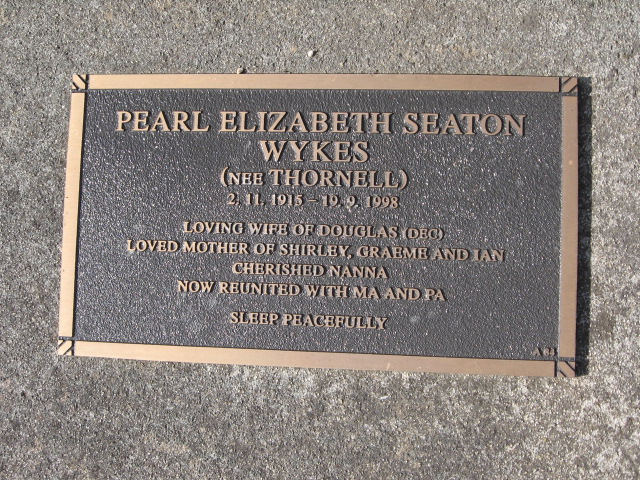 PEARL ELIZABETH SEATON
WYKES
(NEE THORNELL)
2. 11. 1915 – 19. 9. 1998
LOVING WIFE OF DOUGLAS (DEC)
LOVED MOTHER OF SHIRLEY, GRAEME AND IAN
CHERISHED NANNA
NOW REUNITED WITH MA AND PA
SLEEP PEACEFULLY